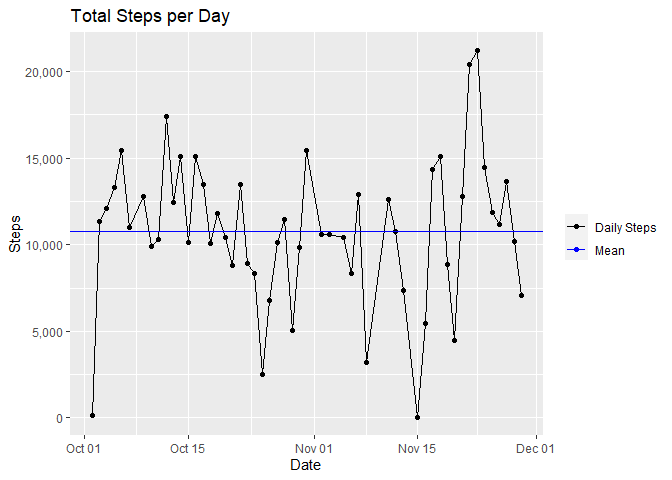 Total Steps per Day
Steps
20,000
15,000
10,000
5,000
0
Oct 01
Oct 15
Nov 01
Nov 15
Dec 01
Date
Daily Steps
Mean